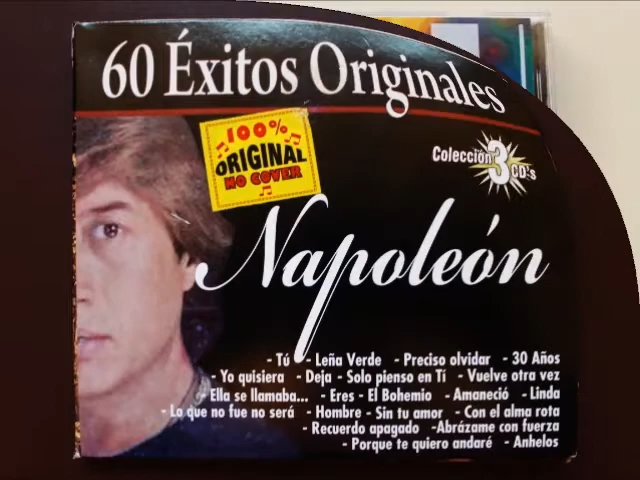 60 Éxitos Originales
100%
ORIGINAL
NO COVER
Colección 3 CD's
Napoleón
- Tú - Leña Verde - Preciso olvidar - 30 Años
- Yo quisiera - Deja - Solo pienso en Tí - Vuelve otra vez
- Ella se llamaba... - Eres - El Bohemio - Amaneció - Linda
- Lo que no fue no será - Hombre - Sin tu amor - Con el alma rota
- Recuerdo apagado - Abrázame con fuerza
- Porque te quiero andaré - Anhelos